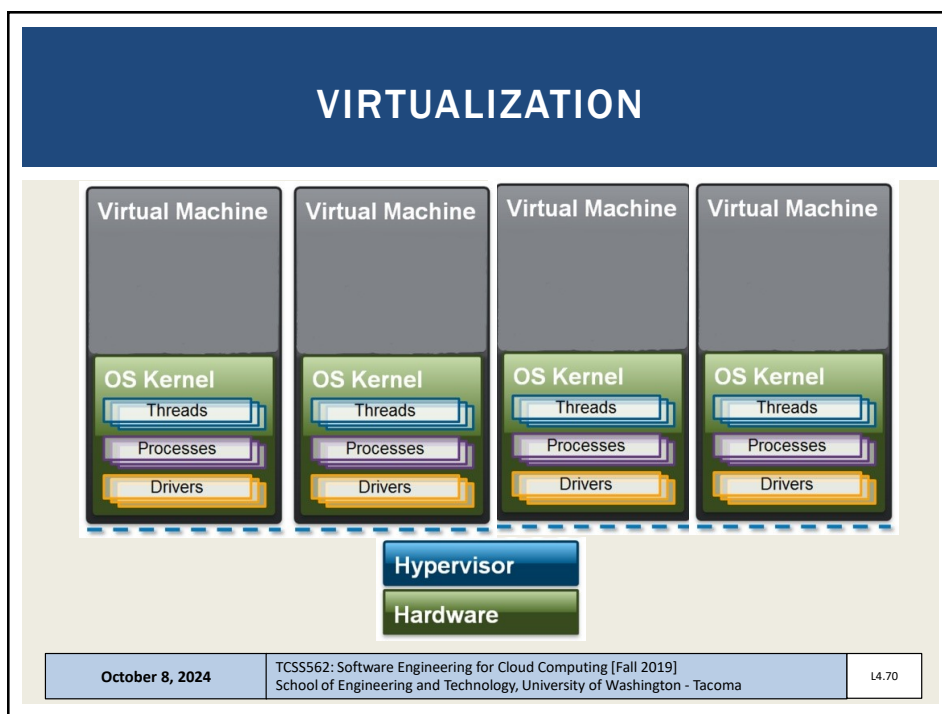 VIRTUALIZATION
Virtual Machine
OS Kernel
Threads
Processes
Drivers
Virtual Machine
OS Kernel
Threads
Processes
Drivers
Virtual Machine
OS Kernel
Threads
Processes
Drivers
Virtual Machine
OS Kernel
Threads
Processes
Drivers
Hypervisor
Hardware
October 8, 2024
TCSS562: Software Engineering for Cloud Computing [Fall 2019]
School of Engineering and Technology, University of Washington - Tacoma
L4.70